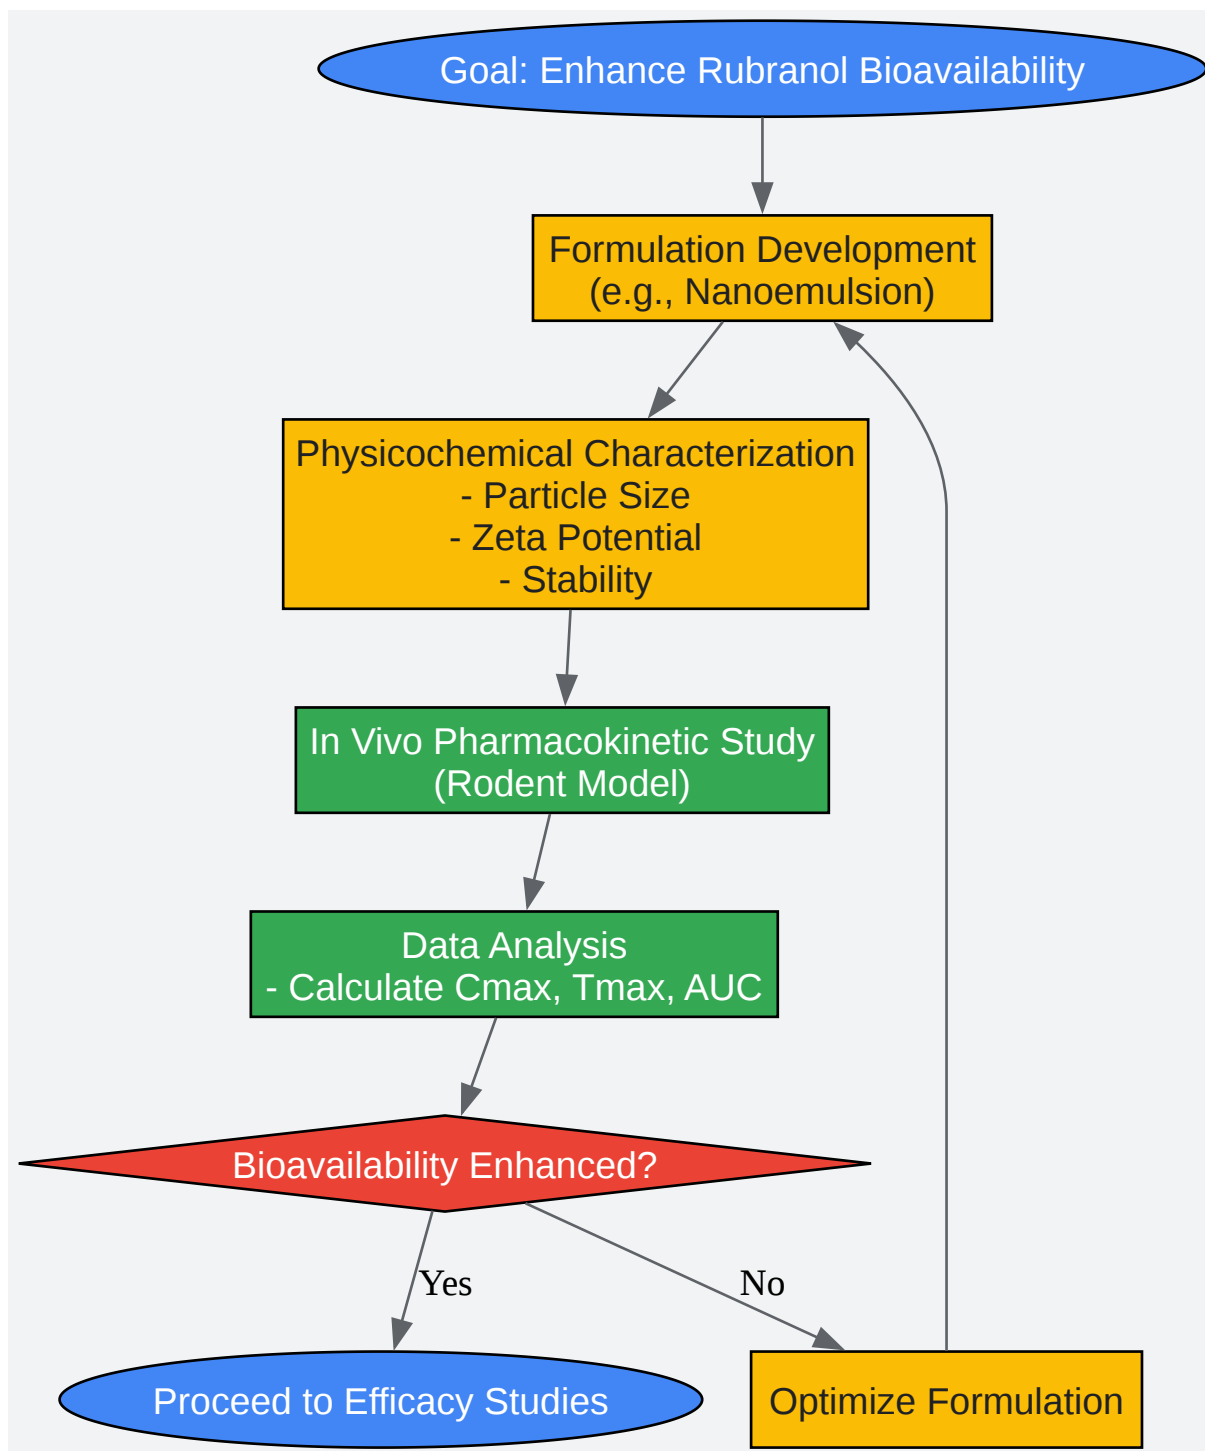 Goal: Enhance Rubranol Bioavailability
Formulation Development
(e.g., Nanoemulsion)
Physicochemical Characterization
- Particle Size
- Zeta Potential
- Stability
In Vivo Pharmacokinetic Study
(Rodent Model)
Data Analysis
- Calculate Cmax, Tmax, AUC
Bioavailability Enhanced?
Yes
No
Proceed to Efficacy Studies
Optimize Formulation